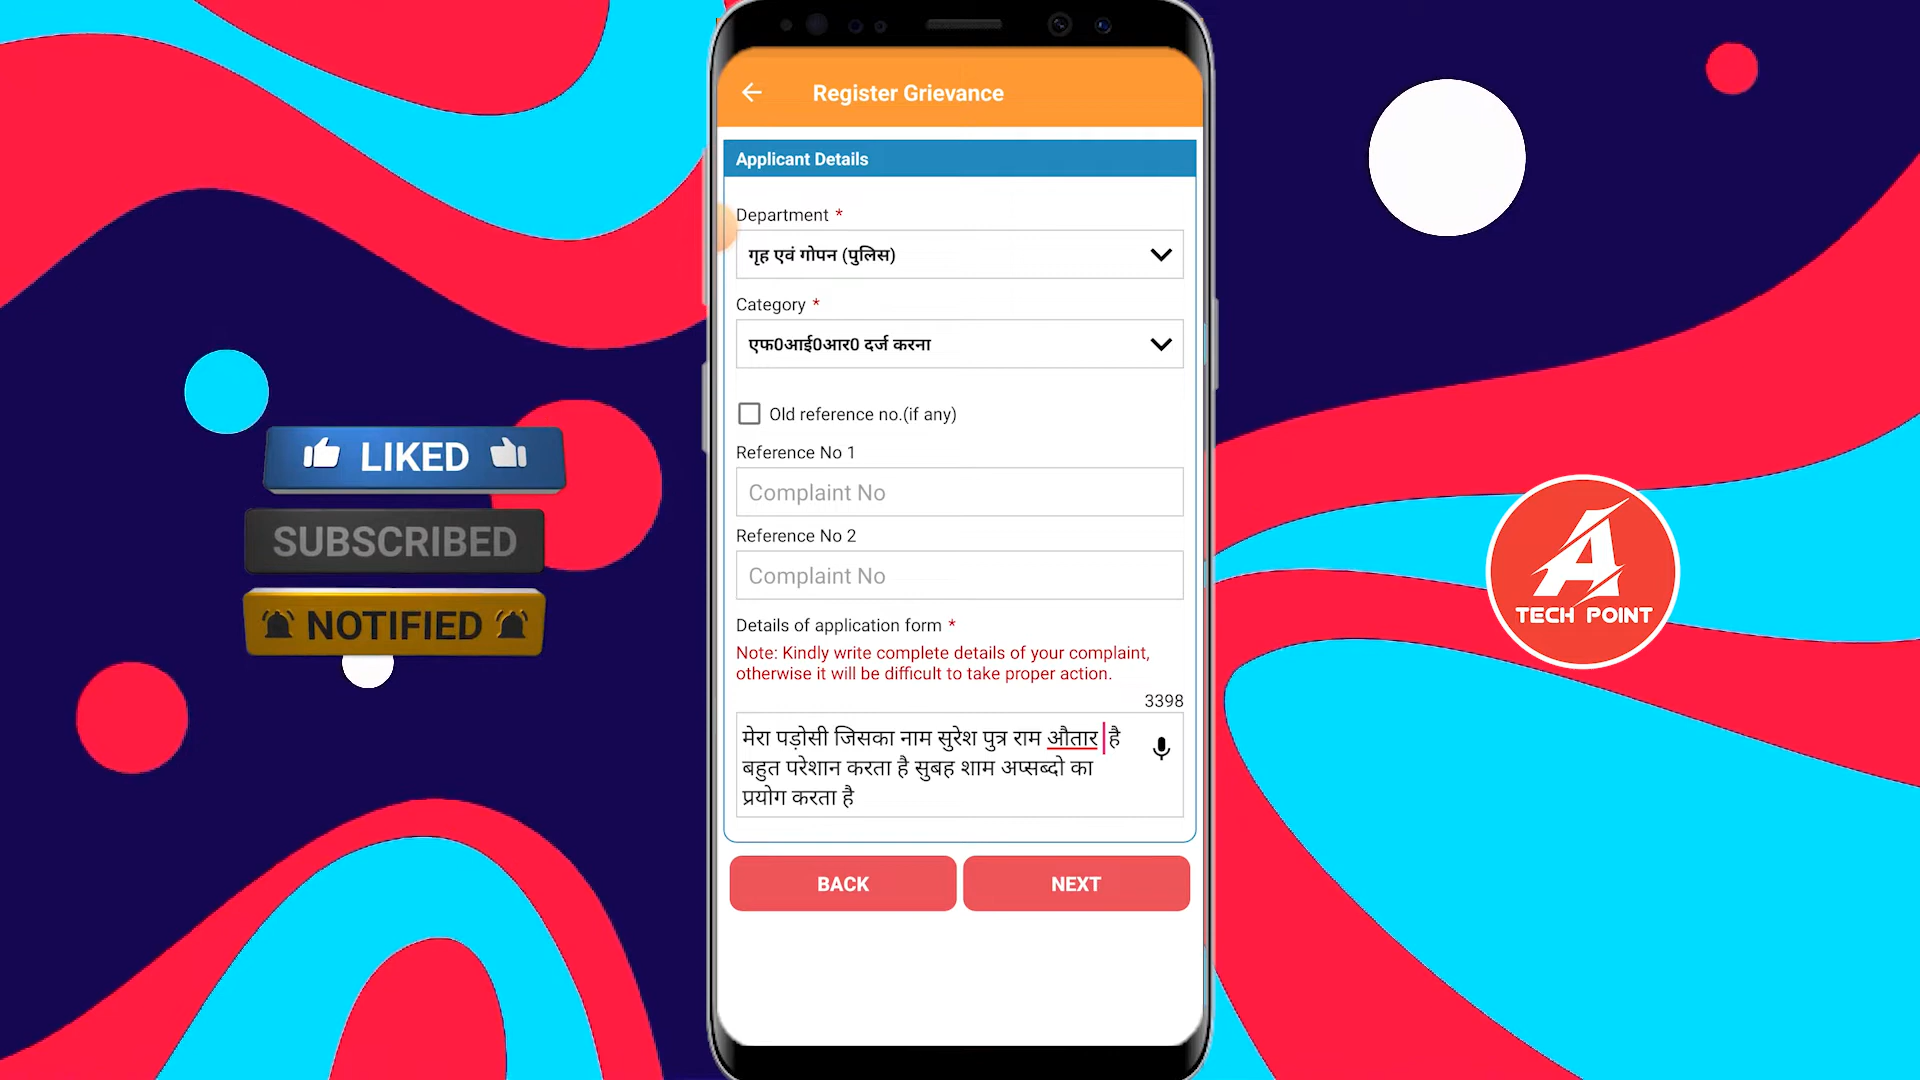 Register Grievance
Applicant Details
Department *
गृह एवं गोपन (पुलिस)
Category *
एफ0आई0आर0 दर्ज करना
Old reference no.(if any)
Reference No 1
Complaint No
Reference No 2
Complaint No
Details of application form *
Note: Kindly write complete details of your complaint,
otherwise it will be difficult to take proper action.
3398
मेरा पड़ोसी जिसका नाम सुरेश पुत्र राम औतार है
बहुत परेशान करता है सुबह शाम अप्सब्दो का
प्रयोग करता है
BACK
NEXT
LIKED
SUBSCRIBED
NOTIFIED
A
TECH POINT